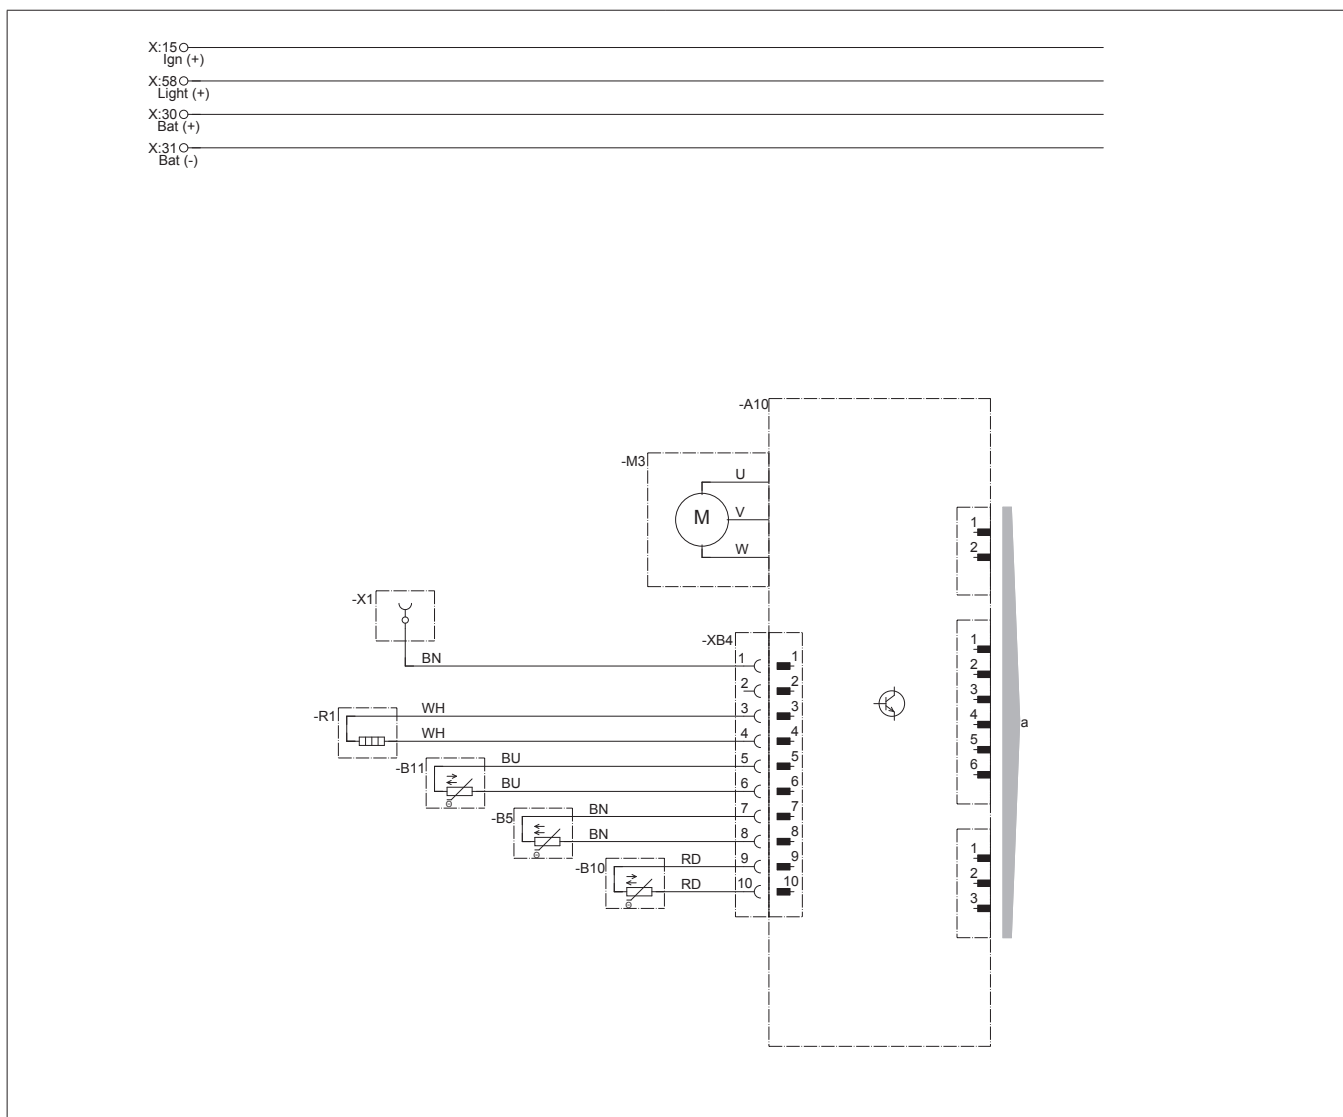 X:15
Ign (+)
X:58
Light (+)
X:30
Bat (+)
X:31
Bat (-)
-A10
-M3
U
M
V
W
1
2
-X1
-XB4
BN
1
1
2
2
-R1
WH
3
3
WH
4
4
-B11
BU
5
5
BU
6
6
-B5
BN
7
7
BN
8
8
-B10
RD
9
9
RD
10
10
1
2
3
4
5
6
a
1
2
3